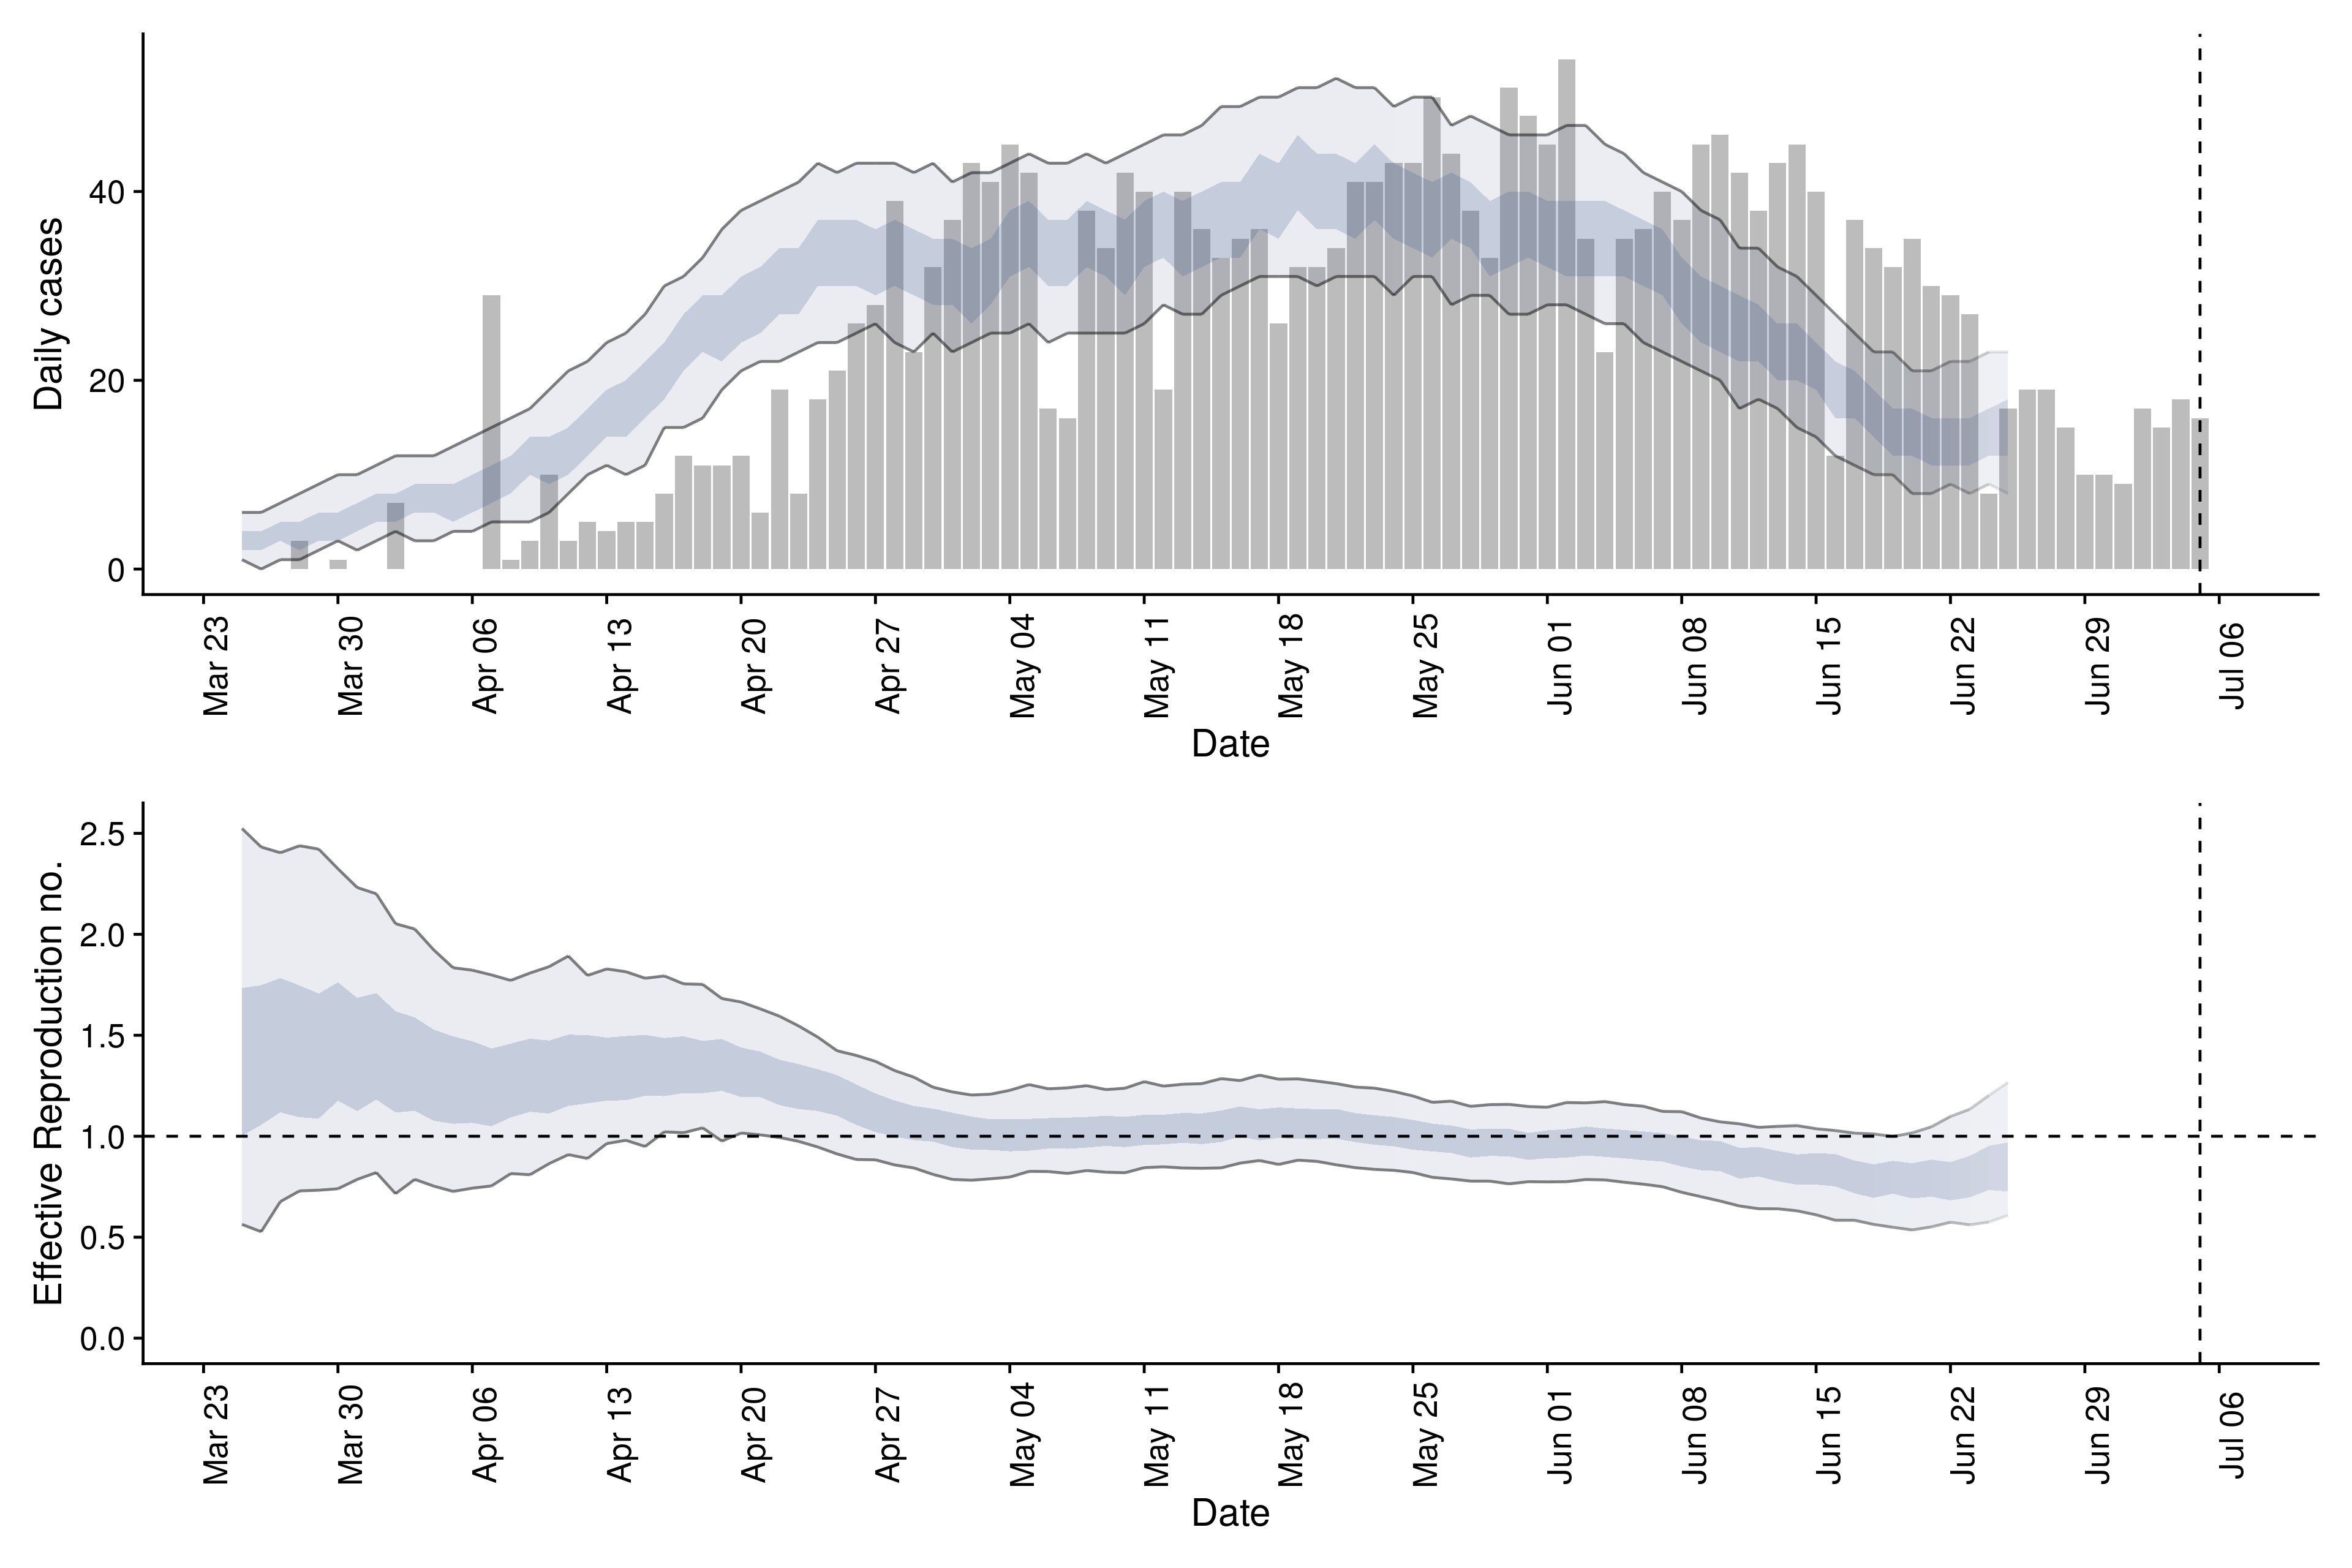 Daily cases
40
20
0
Mar 23
Mar 30
Apr 06
Apr 13
Apr 20
Apr 27
May 04
May 11
May 18
May 25
Jun 01
Jun 08
Jun 15
Jun 22
Jun 29
Jul 06
Date
Effective Reproduction no.
2.5
2.0
1.5
1.0
0.5
0.0
Mar 23
Mar 30
Apr 06
Apr 13
Apr 20
Apr 27
May 04
May 11
May 18
May 25
Jun 01
Jun 08
Jun 15
Jun 22
Jun 29
Jul 06
Date